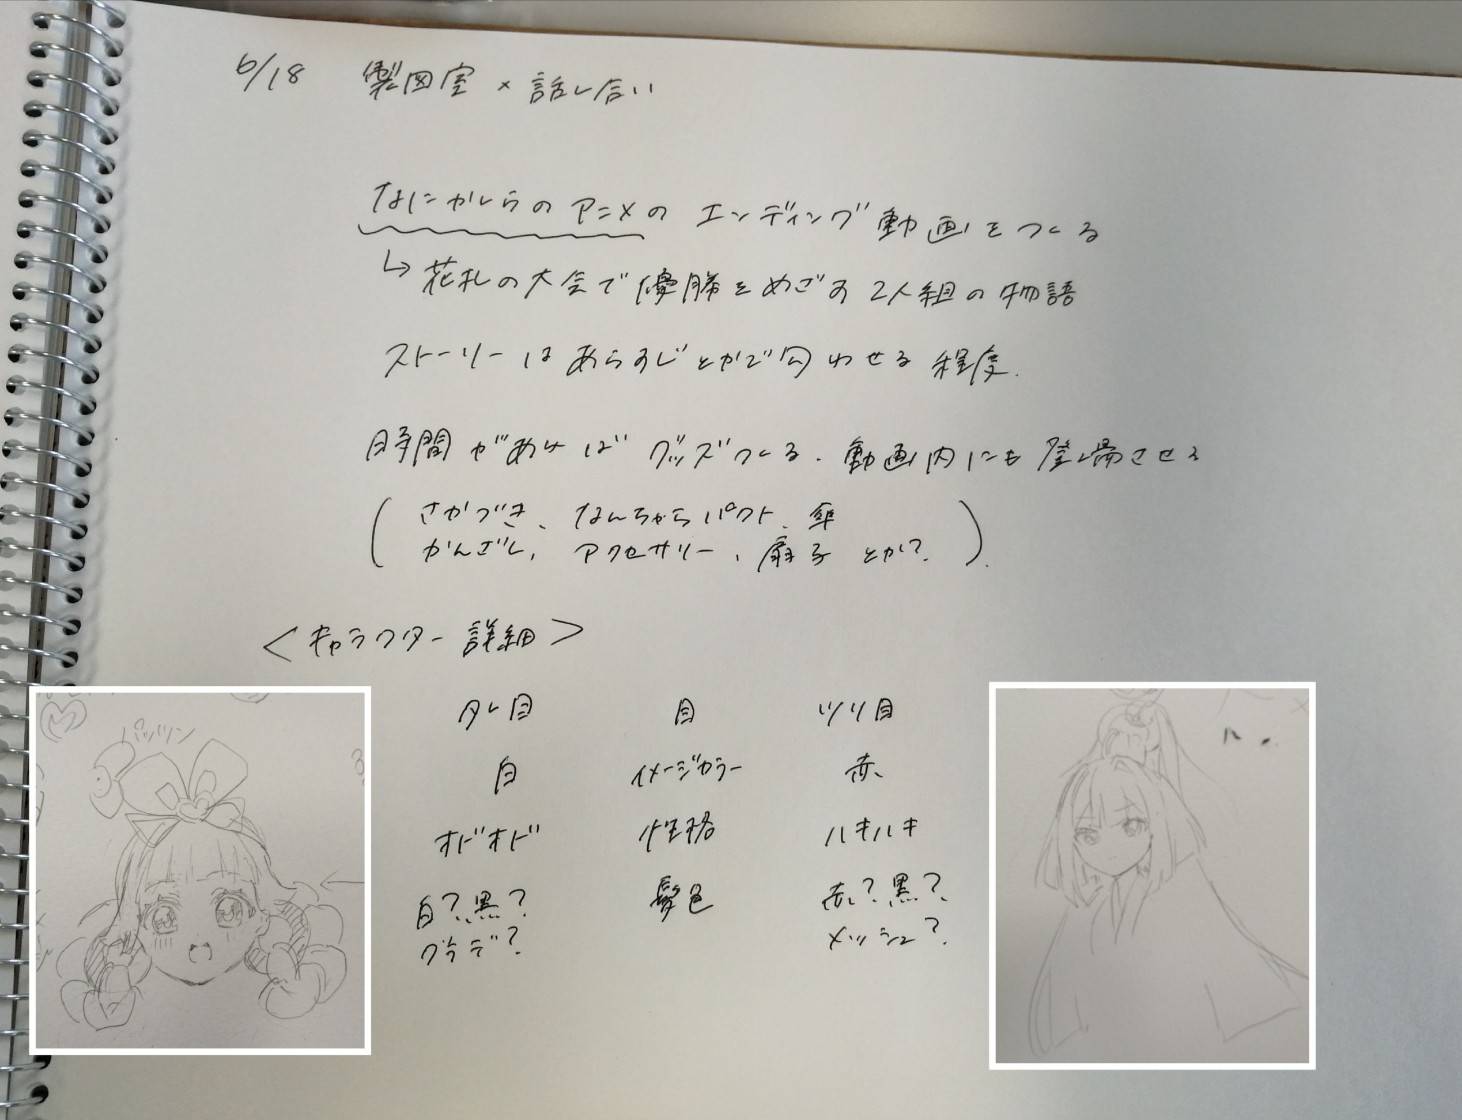 6/18 製図室×話し合い
なにかしらのアニメのエンディング動画をつくる
↳花札の大会で優勝をめざす2人組の物語
ストーリーはあらすじとかで匂わせる程度.
時間があけばグッズつくる.動画内にも登場させる
(さかづき、なんちゃらパクト、傘
かんざし、アクセサリー、扇子とか?).
<キャラクター詳細>
タレ目 目 ツリ目
白 イメージカラー 赤
オドオド 性格 ハキハキ
白?黒? 髪色 赤?黒?
グラデ? メッシュ?
パッツン